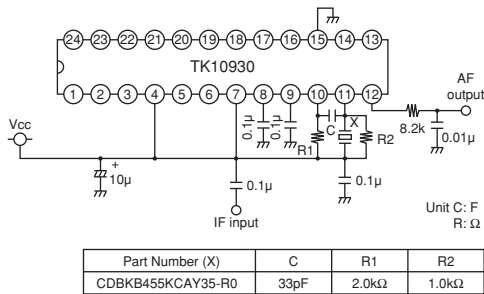 24 23 22 21 20 19 18 17 16 15 14 13
TK10930
1 2 3 4 5 6 7 8 9 10 11 12
AF
output
Vcc
0.1μ
0.1μ
C
X
R1
R2
8.2k
0.01μ
+
10μ
0.1μ
0.1μ
IF input
Unit C: F
R: Ω
Part Number (X) C R1 R2
CDBKB455KCAY35-R0 33pF 2.0kΩ 1.0kΩ